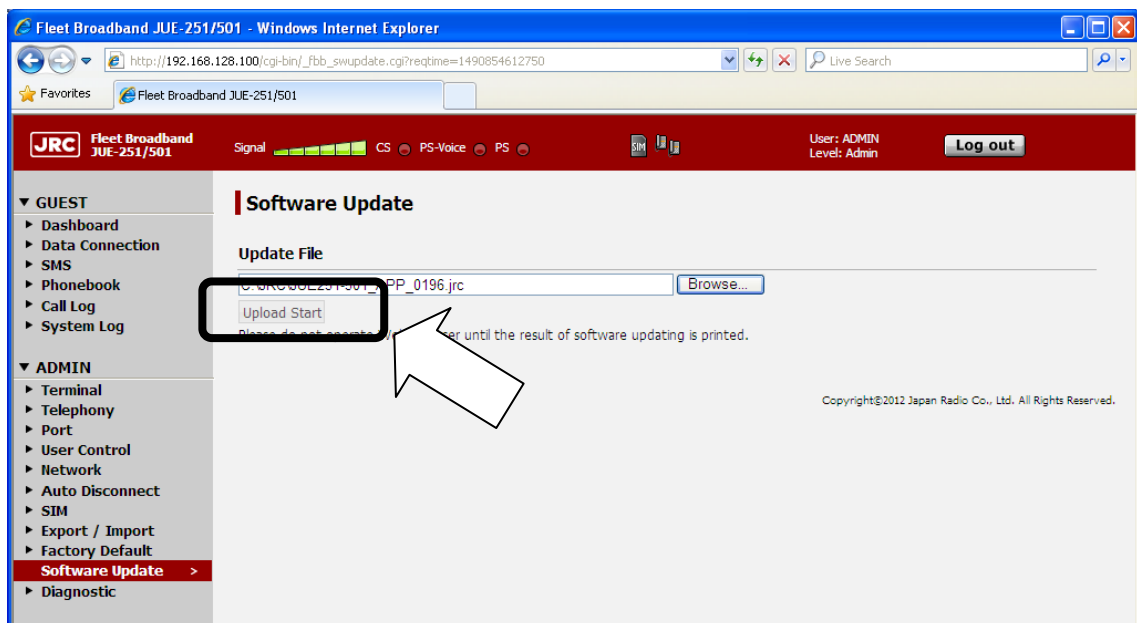 Fleet Broadband JUE-251/501 - Windows Internet Explorer
http://192.168.128.100/cgi-bin/_fbb_swupdate.cgi?reqtime=1490854612750
Live Search
Favorites
Fleet Broadband JUE-251/501
JRC Fleet Broadband JUE-251/501
Signal CS PS-Voice PS
SIM
User: ADMIN
Level: Admin
Log out
▼ GUEST
Dashboard
Data Connection
SMS
Phonebook
Call Log
System Log
▼ ADMIN
Terminal
Telephony
Port
User Control
Network
Auto Disconnect
SIM
Export / Import
Factory Default
Software Update >
Diagnostic
Software Update
Update File
_APP_0196.jrc
Browse...
Upload Start
until the result of software updating is printed.
Copyright©2012 Japan Radio Co., Ltd. All Rights Reserved.